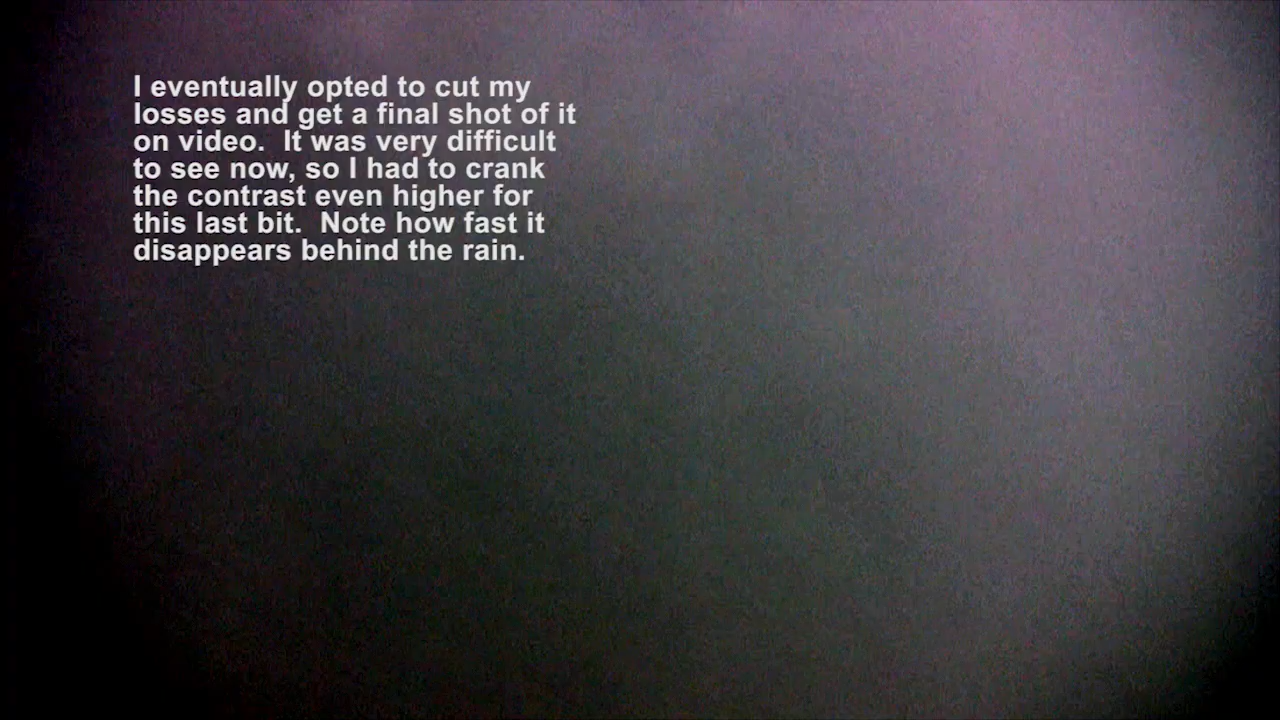 I eventually opted to cut my
losses and get a final shot of it
on video.  It was very difficult
to see now, so I had to crank
the contrast even higher for
this last bit.  Note how fast it
disappears behind the rain.